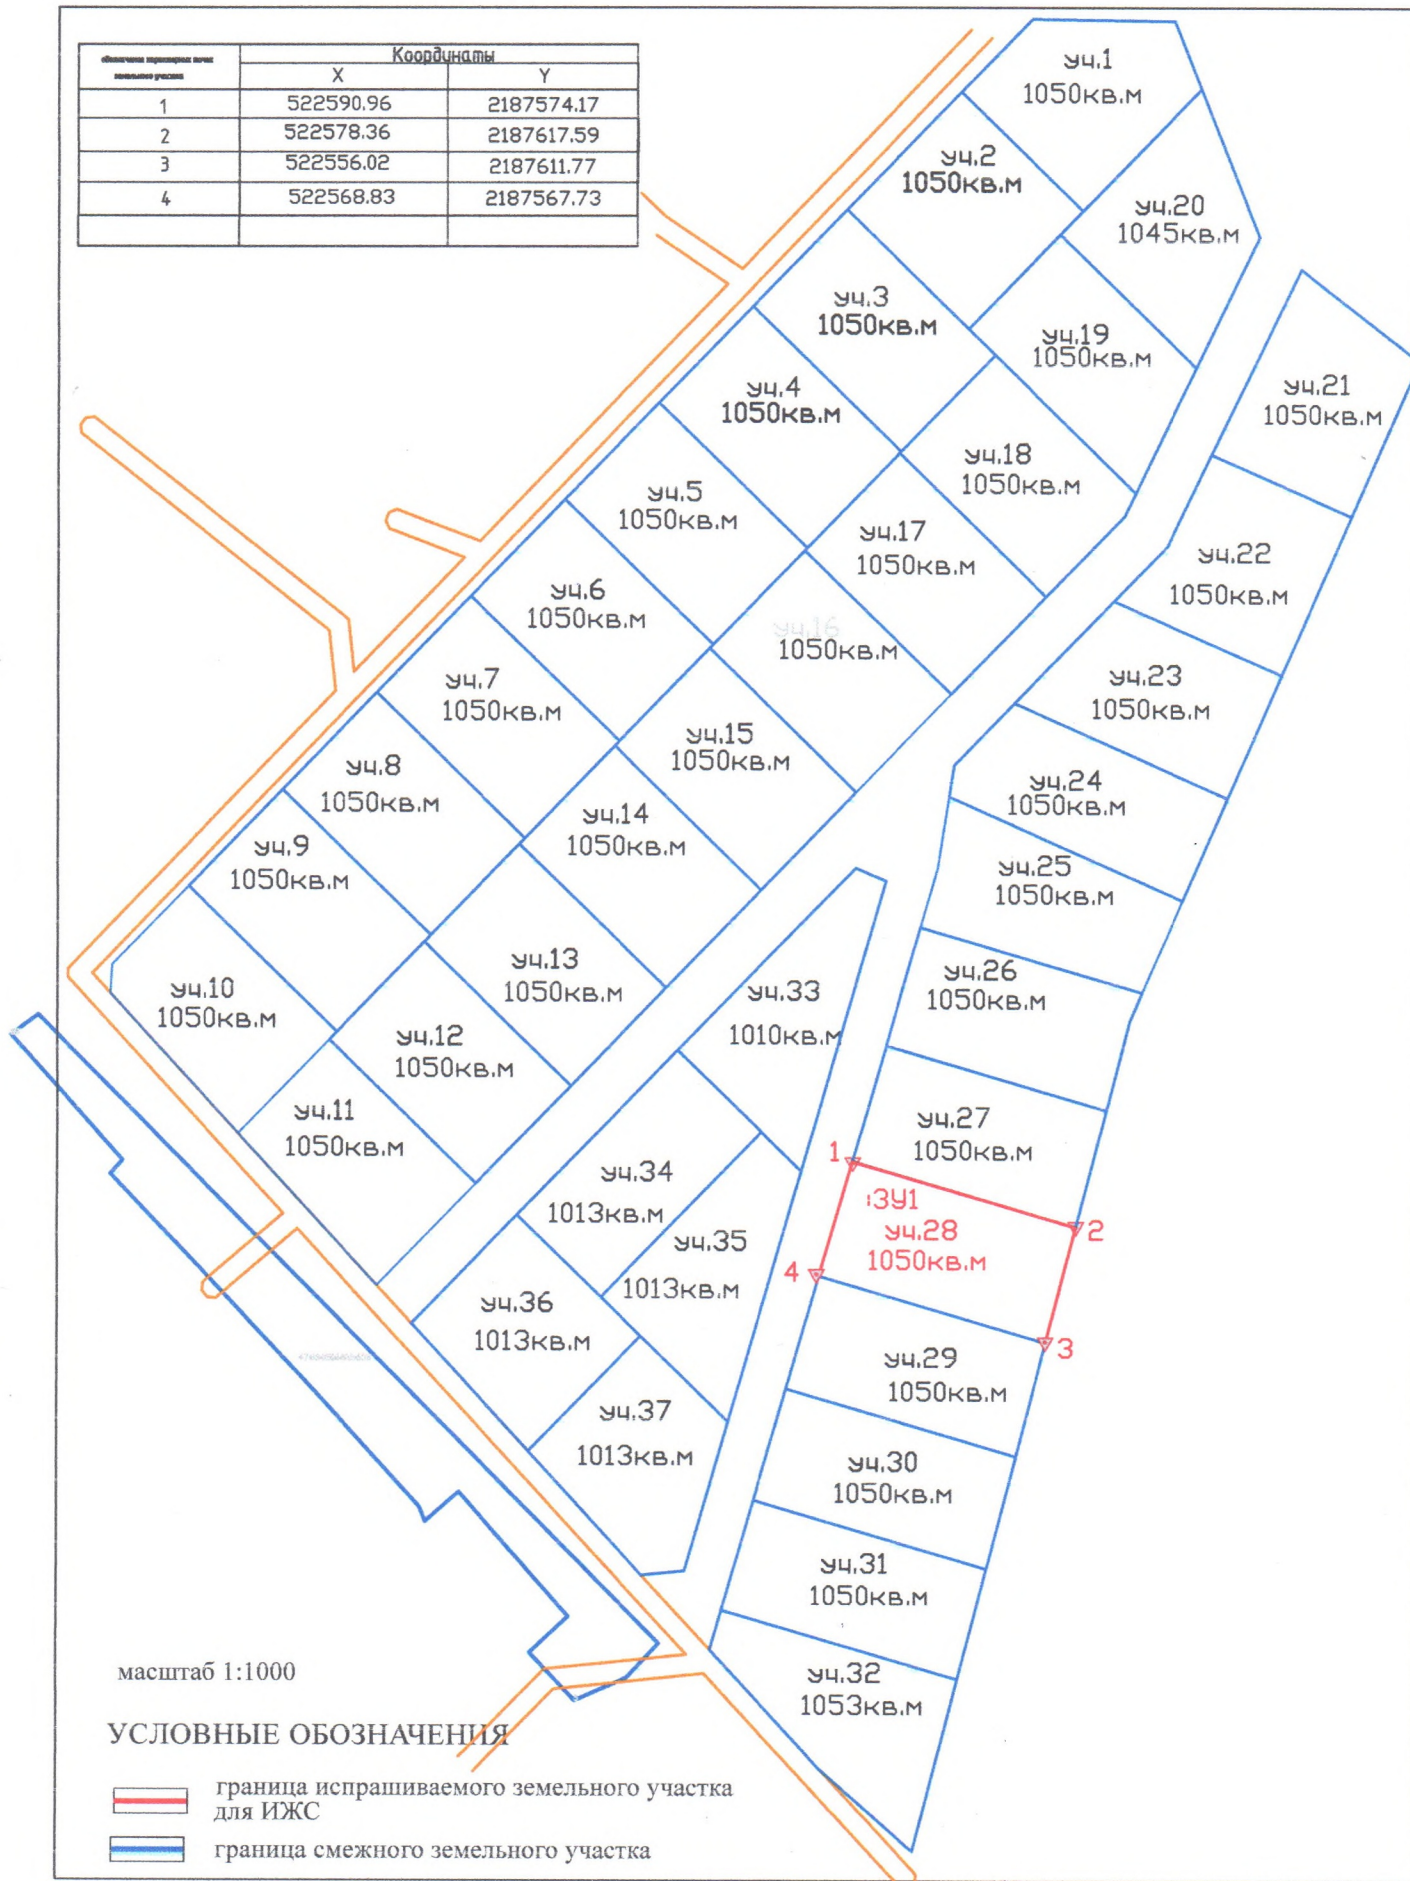 обозначение характерных точек
земельного участка
Координаты
X Y
1 522590.96 2187574.17
2 522578.36 2187617.59
3 522556.02 2187611.77
4 522568.83 2187567.73
уч.1
1050кв.м
уч.2
1050кв.м
уч.20
1045кв.м
уч.3
1050кв.м
уч.19
1050кв.м
уч.4
1050кв.м
уч.21
1050кв.м
уч.18
1050кв.м
уч.5
1050кв.м
уч.17
1050кв.м
уч.22
1050кв.м
уч.6
1050кв.м
уч.16
1050кв.м
уч.7
1050кв.м
уч.23
1050кв.м
уч.15
1050кв.м
уч.8
1050кв.м
уч.24
1050кв.м
уч.14
1050кв.м
уч.9
1050кв.м
уч.25
1050кв.м
уч.13
1050кв.м
уч.26
1050кв.м
уч.10
1050кв.м
уч.33
1010кв.м
уч.12
1050кв.м
уч.11
1050кв.м
уч.27
1050кв.м
1
:ЗУ1
уч.28
1050кв.м
2
4
3
уч.34
1013кв.м
уч.35
1013кв.м
уч.36
1013кв.м
уч.29
1050кв.м
уч.37
1013кв.м
уч.30
1050кв.м
уч.31
1050кв.м
уч.32
1053кв.м
масштаб 1:1000
УСЛОВНЫЕ ОБОЗНАЧЕНИЯ
граница испрашиваемого земельного участка
для ИЖС
граница смежного земельного участка